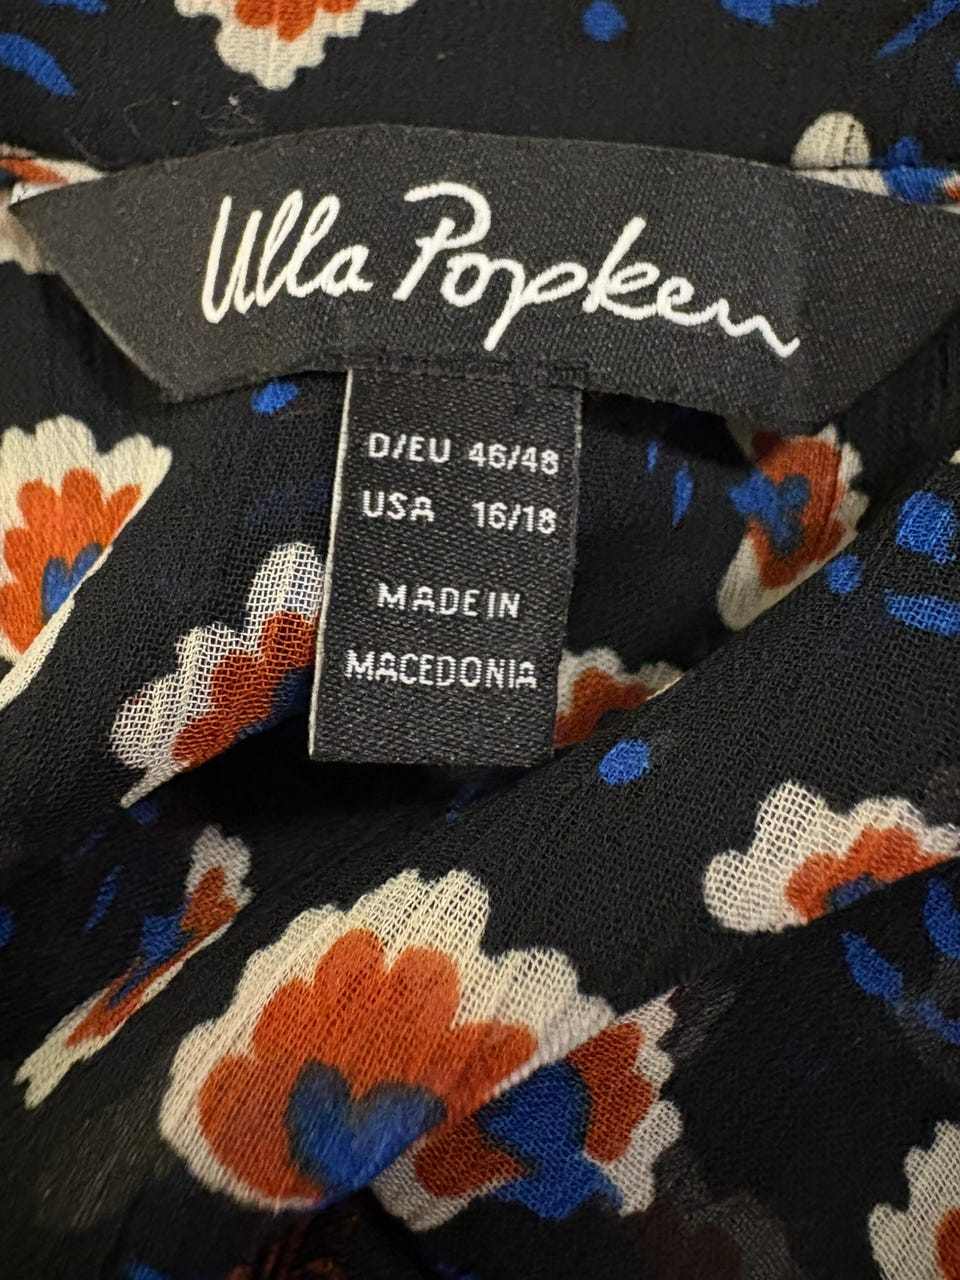 Ulla Popken
D/EU 46/48
USA 16/18
MADE IN
MACEDONIA